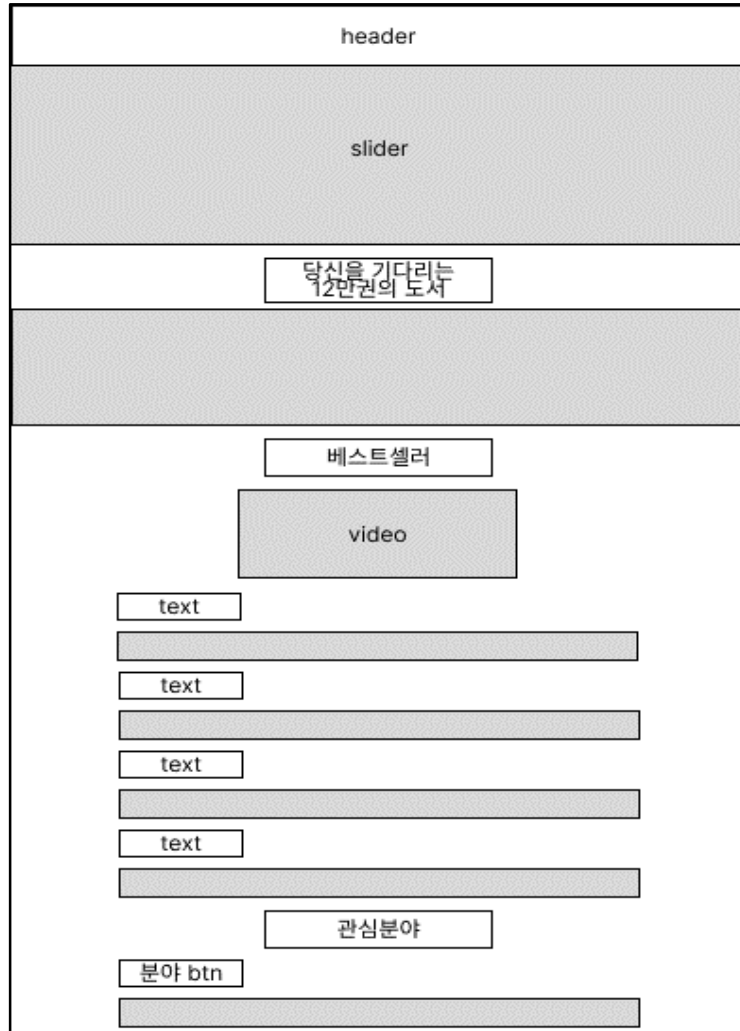 header
slider
당신을 기다리는
12만권의 도서
베스트셀러
video
text
text
text
text
관심분야
분야 btn